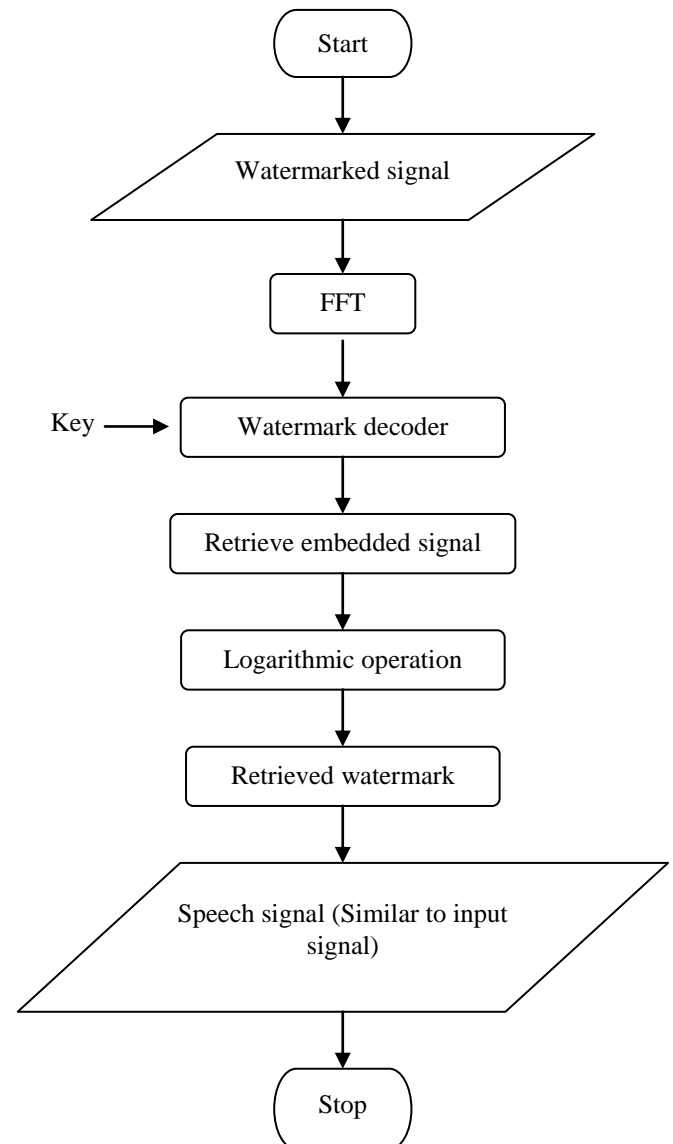 Start
Watermarked signal
FFT
Key
Watermark decoder
Retrieve embedded signal
Logarithmic operation
Retrieved watermark
Speech signal (Similar to input
signal)
Stop